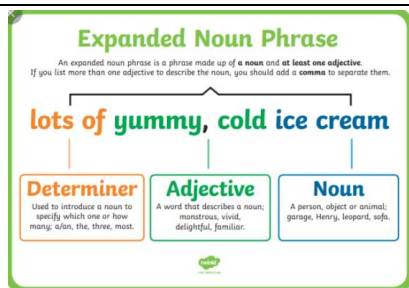 Expanded Noun Phrase
An expanded noun phrase is a phrase made up of a noun and at least one adjective.
If you list more than one adjective to describe the noun, you should add a comma to separate them.
lots of yummy, cold ice cream
Determiner
Used to introduce a noun to
specify which one or how
many; a/an, the, three, most.
Adjective
A word that describes a noun;
monstrous, vivid,
delightful, familiar.
Noun
A person, object or animal;
garage, Henry, leopard, sofa.
twinkl